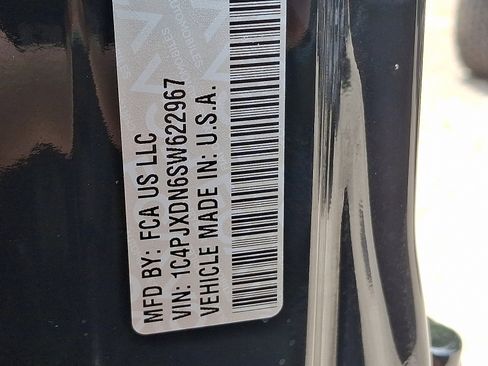 MFD BY: FCA US LLC
VIN: 1C4PJXDN6SW622967
VEHICLE MADE IN: U.S.A.